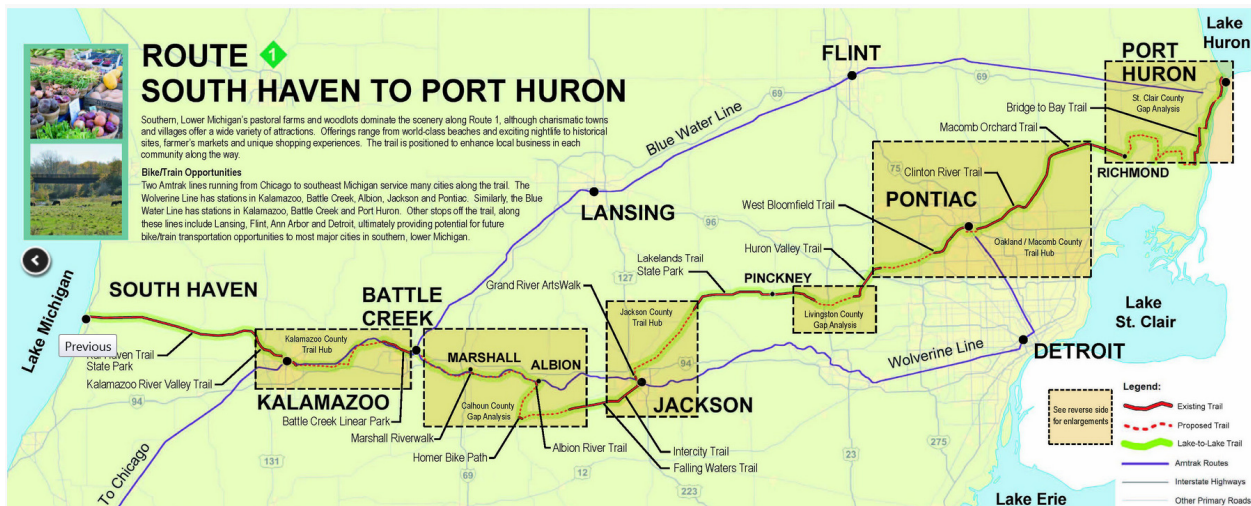 ROUTE 1
SOUTH HAVEN TO PORT HURON
Southern, Lower Michigan's pastoral farms and woodlots dominate the scenery along Route 1, although charismatic towns
and villages offer a wide variety of attractions. Offerings range from world-class beaches and exciting nightlife to historical
sites, farmer's markets and unique shopping experiences. The trail is positioned to enhance local business in each
community along the way.
Bike/Train Opportunities
Two Amtrak lines running from Chicago to southeast Michigan service many cities along the trail. The
Wolverine Line has stations in Kalamazoo, Battle Creek, Albion, Jackson and Pontiac. Similarly, the Blue
Water Line has stations in Kalamazoo, Battle Creek and Port Huron. Other stops off the trail, along
these lines include Lansing, Flint, Ann Arbor and Detroit, ultimately providing potential for future
bike/train transportation opportunities to most major cities in southern, lower Michigan.
Lake
Huron
FLINT
69
69
PORT
HURON
St. Clair County
Gap Analysis
Bridge to Bay Trail
Macomb Orchard Trail
RICHMOND
Blue Water Line
75
Clinton River Trail
PONTIAC
West Bloomfield Trail
Oakland / Macomb County
Trail Hub
LANSING
96
Huron Valley Trail
127
Lakelands Trail
State Park
PINCKNEY
Grand River ArtsWalk
Jackson County
Trail Hub
Livingston County
Gap Analysis
Lake
St. Clair
Lake Michigan
SOUTH HAVEN
BATTLE
CREEK
Previous
State Park
Kalamazoo County
Trail Hub
Kalamazoo River Valley Trail
94
KALAMAZOO
Battle Creek Linear Park
MARSHALL
ALBION
Calhoun County
Gap Analysis
Marshall Riverwalk
Homer Bike Path
Albion River Trail
94
JACKSON
Intercity Trail
Falling Waters Trail
Wolverine Line
DETROIT
To Chicago
131
69
12
223
23
275
Lake Erie
See reverse side
for enlargements
Legend:
Existing Trail
Proposed Trail
Lake-to-Lake Trail
Amtrak Routes
Interstate Highways
Other Primary Roads